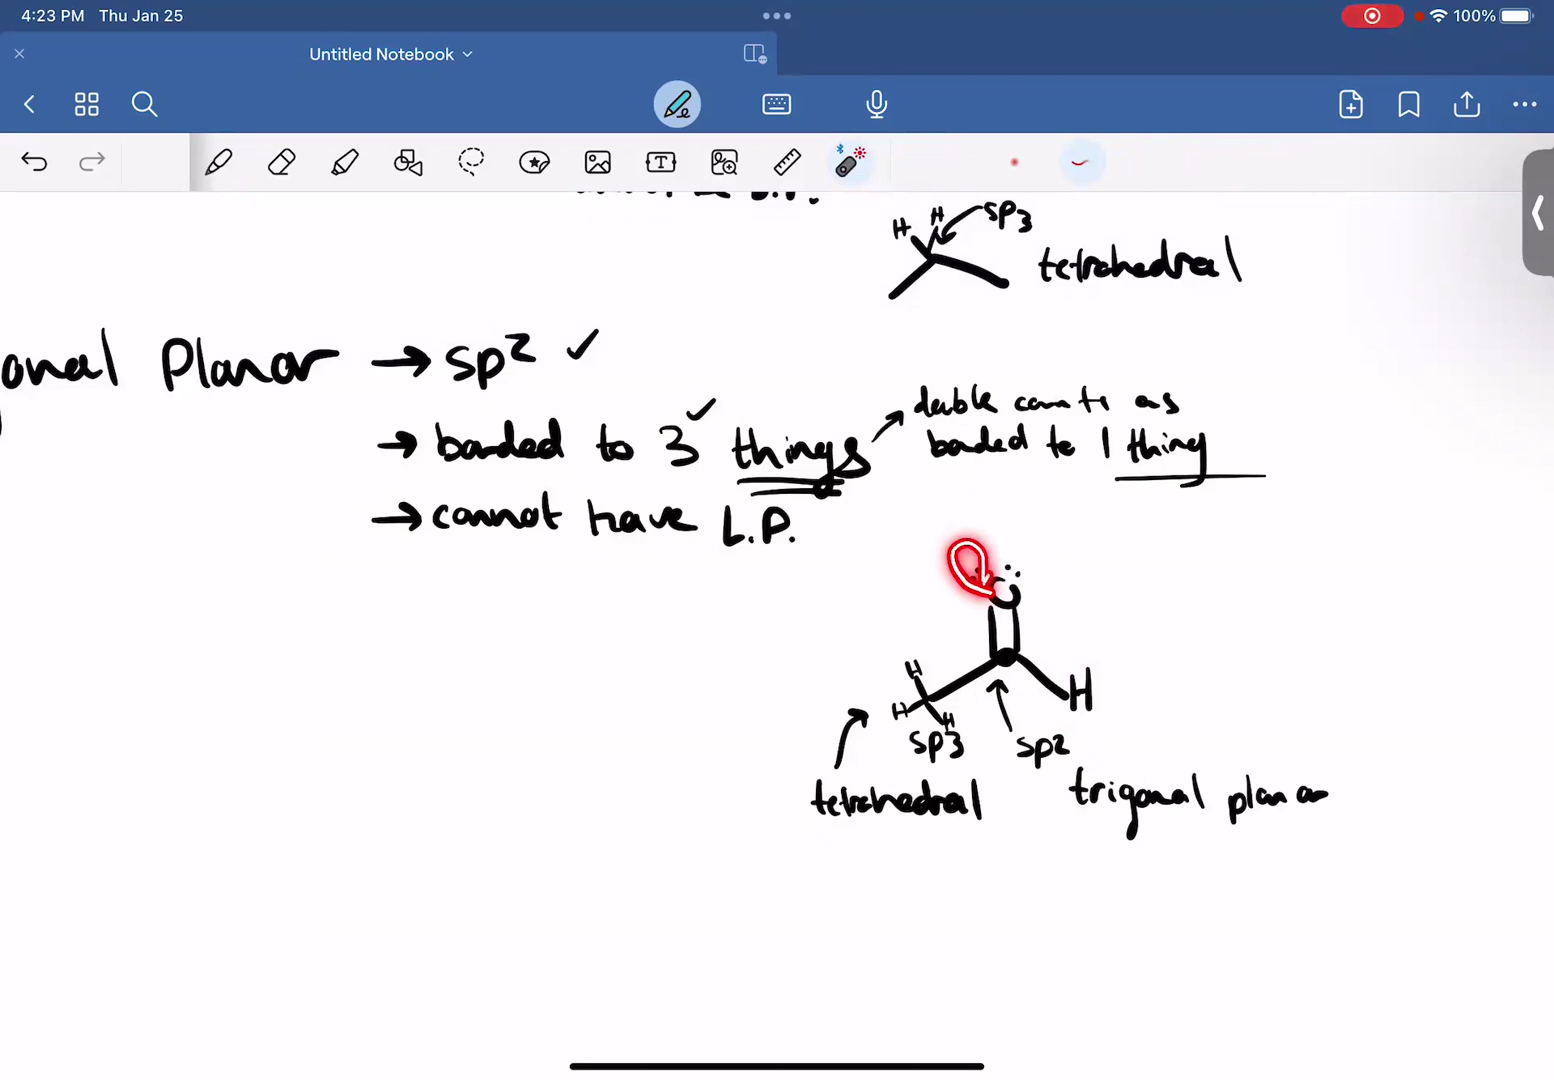 4:23 PM Thu Jan 25
100%
Untitled Notebook
H H sp3
tetrahedral
onal Planar → sp2 ✓
→ bonded to 3 ✓ things
double counts as
bonded to 1 thing
→ cannot have L.P.
H
H
H
H
sp3
sp2
tetrahedral
trigonal planar